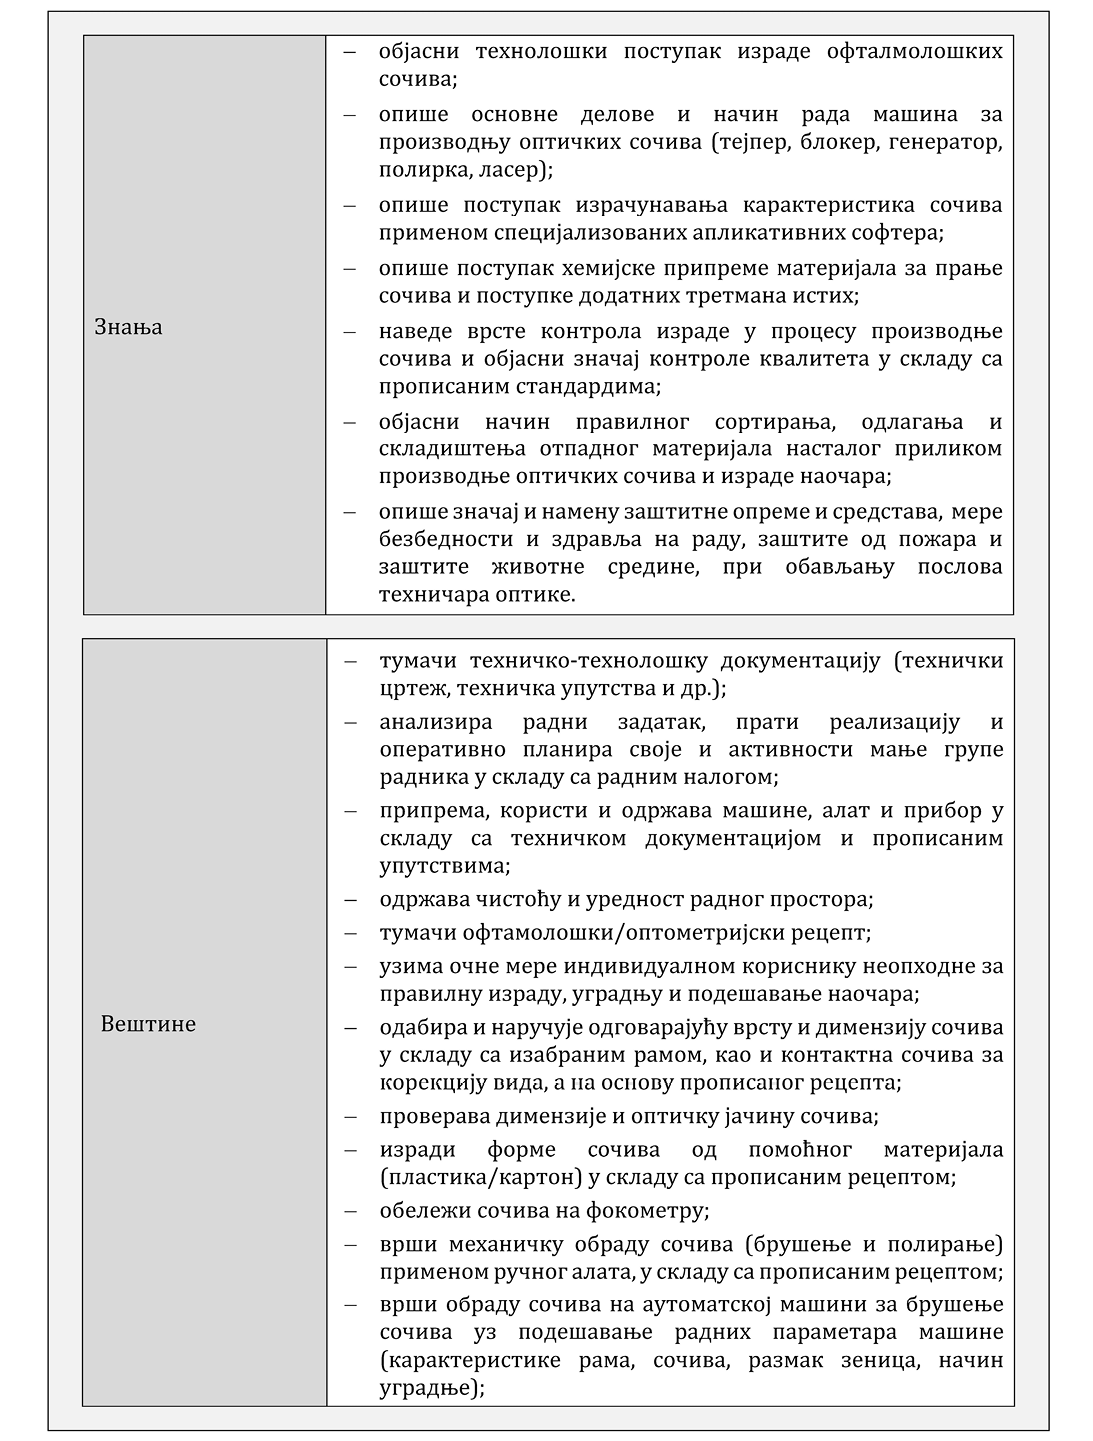 – објасни технолошки поступак израде офталмолошких
сочива;
– опише основне делове и начин рада машина за
производњу оптичких сочива (тејпер, блокер, генератор,
полирка, ласер);
– опише поступак израчунавања карактеристика сочива
применом специјализованих апликативних софтера;
– опише поступак хемијске припреме материјала за прање
сочива и поступке додатних третмана истих;
Знања
– наведе врсте контрола израде у процесу производње
сочива и објасни значај контроле квалитета у складу са
прописаним стандардима;
– објасни начин правилног сортирања, одлагања и
складиштења отпадног материјала насталог приликом
производње оптичких сочива и израде наочара;
– опише значај и намену заштитне опреме и средстава, мере
безбедности и здравља на раду, заштите од пожара и
заштите животне средине, при обављању послова
техничара оптике.
– тумачи техничко-технолошку документацију (технички
цртеж, техничка упутства и др.);
– анализира радни задатак, прати реализацију и
оперативно планира своје и активности мање групе
радника у складу са радним налогом;
– припрема, користи и одржава машине, алат и прибор у
складу са техничком документацијом и прописаним
упутствима;
– одржава чистоћу и уредност радног простора;
– тумачи офтамолошки/оптометријски рецепт;
– узима очне мере индивидуалном кориснику неопходне за
правилну израду, уградњу и подешавање наочара;
Вештине
– одабира и наручује одговарајућу врсту и димензију сочива
у складу са изабраним рамом, као и контактна сочива за
корекцију вида, а на основу прописаног рецепта;
– проверава димензије и оптичку јачину сочива;
– изради форме сочива од помоћног материјала
(пластика/картон) у складу са прописаним рецептом;
– обележи сочива на фокометру;
– врши механичку обраду сочива (брушење и полирање)
применом ручног алата, у складу са прописаним рецептом;
– врши обраду сочива на аутоматској машини за брушење
сочива уз подешавање радних параметара машине
(карактеристике рама, сочива, размак зеница, начин
уградње);